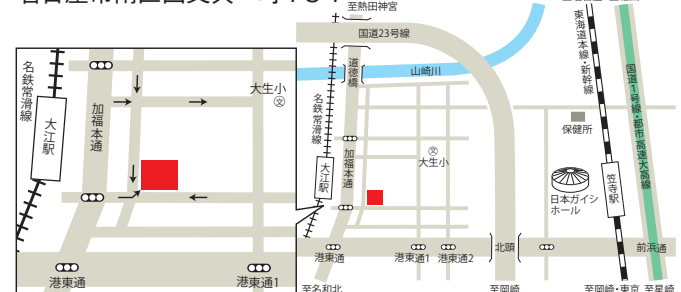 至熱田神宮
国道23号線
東海道本線・新幹線
国道1号線・都市高速大高線
名鉄常滑線
大江駅
加福本通
大生小
文
港東通
港東通1
道徳橋
山崎川
名鉄常滑線
大江駅
加福本通
文
大生小
保健所
日本ガイシ
ホール
笠寺駅
港東通
港東通1
港東通2
北頭
前浜通
至名和北
至岡崎
至岡崎・東京
至星崎